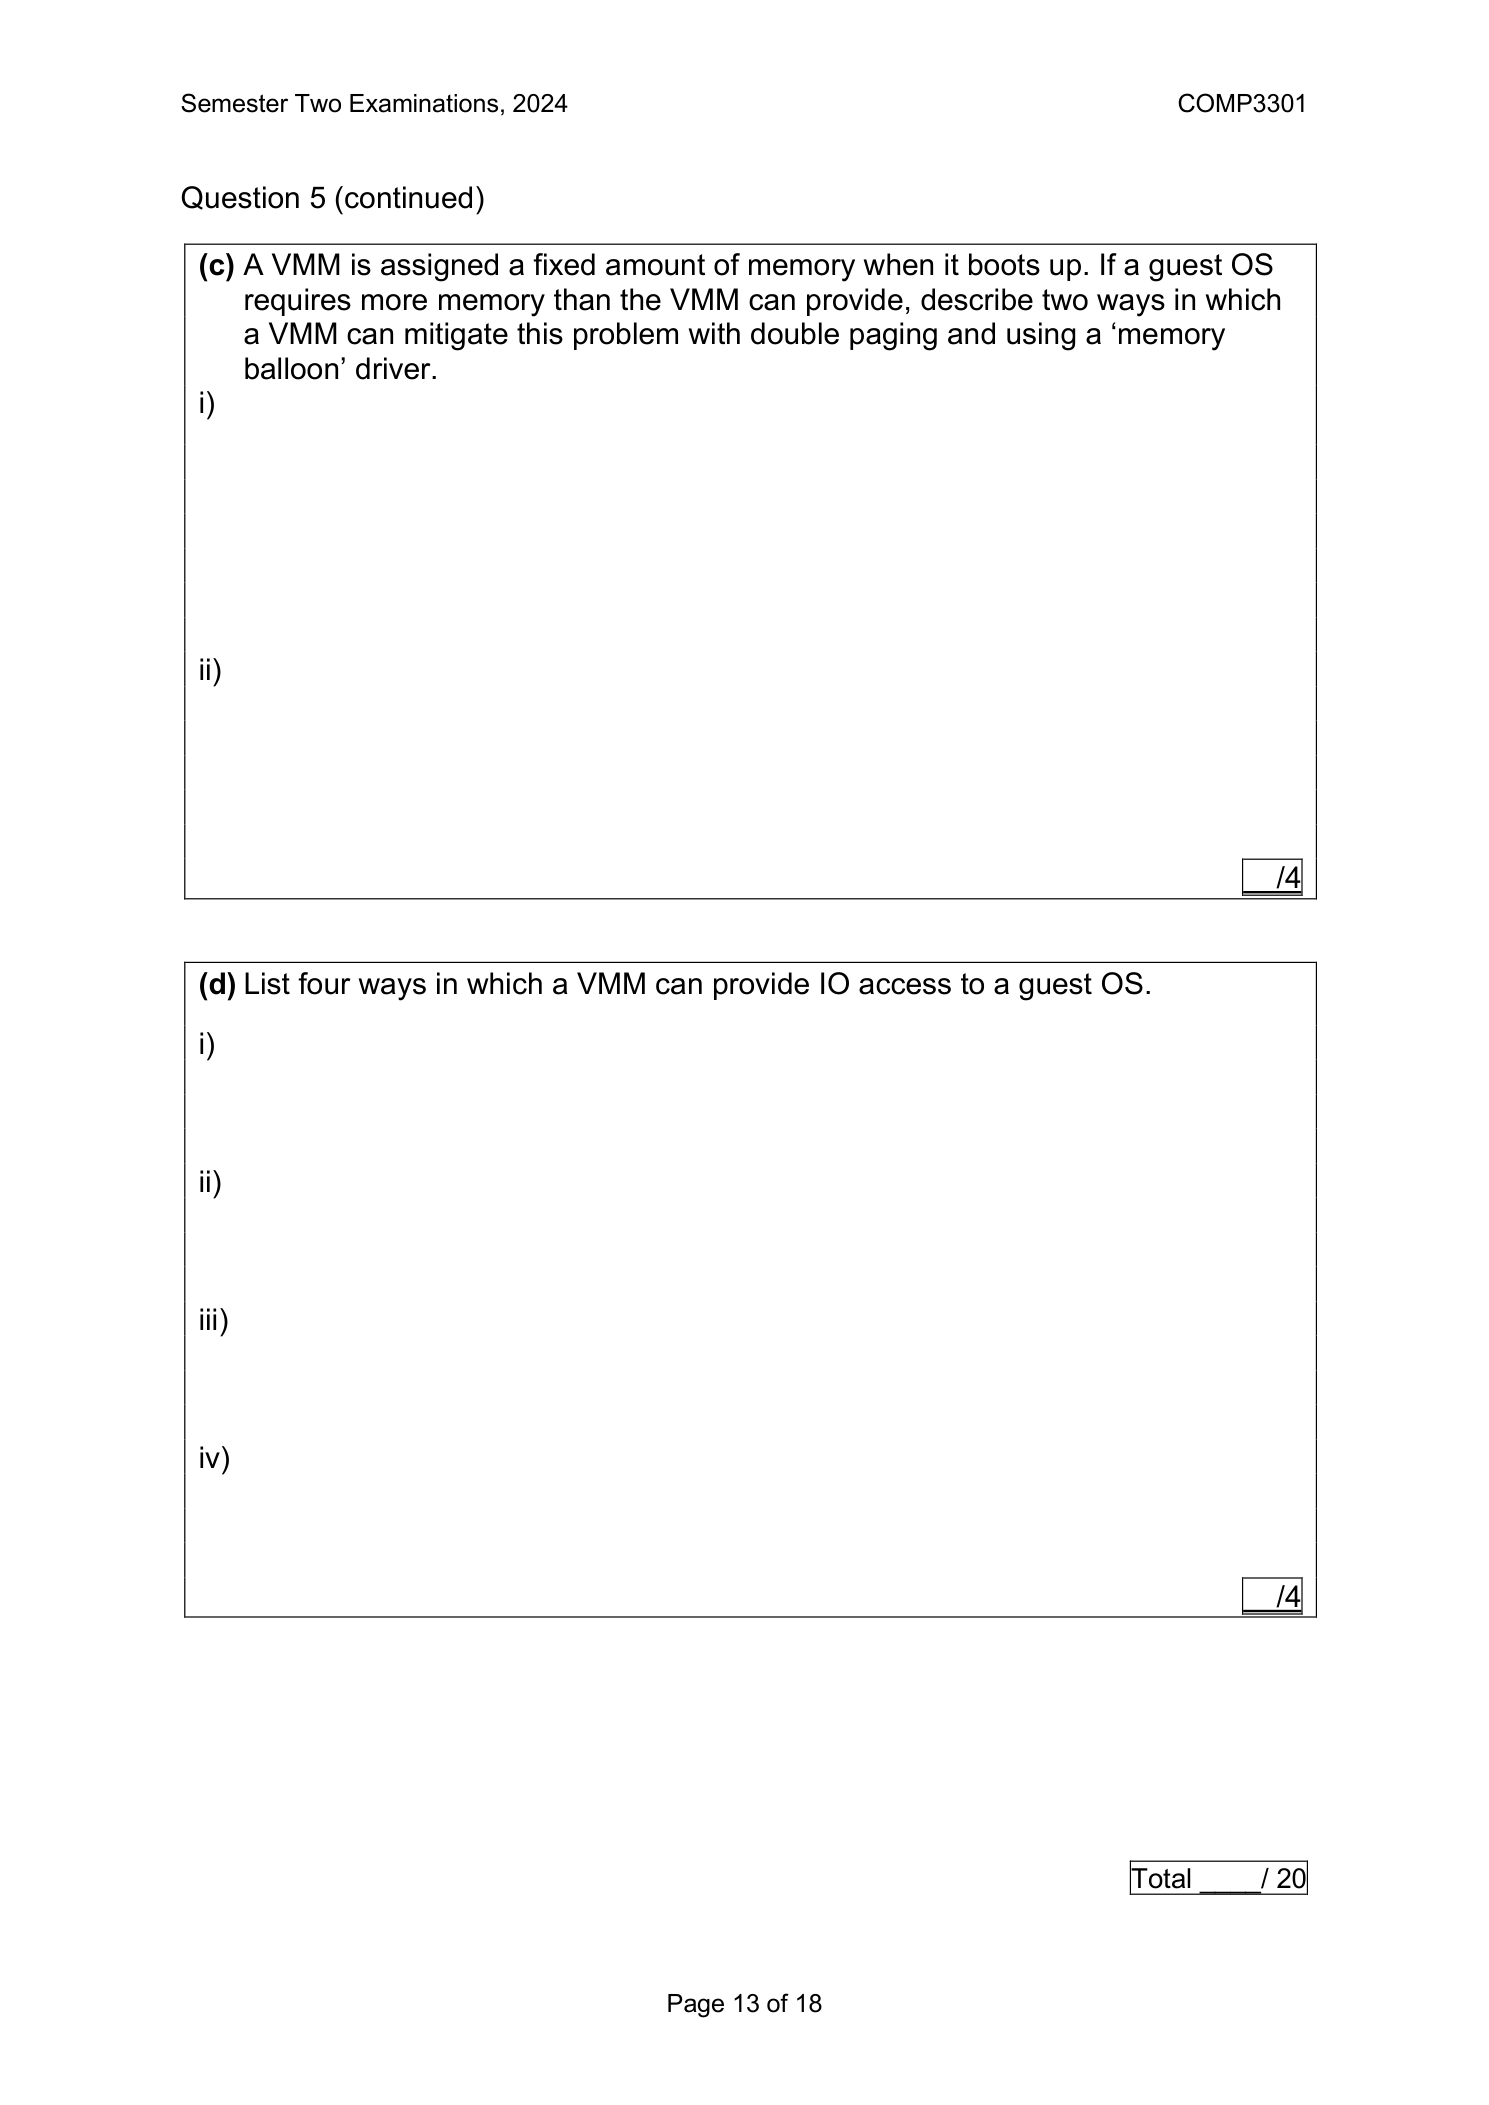 Semester Two Examinations, 2024 COMP3301
Question 5 (continued)
(c) A VMM is assigned a fixed amount of memory when it boots up. If a guest OS
requires more memory than the VMM can provide, describe two ways in which
a VMM can mitigate this problem with double paging and using a ‘memory
balloon’ driver.
i)
ii)
/4
(d) List four ways in which a VMM can provide IO access to a guest OS.
i)
ii)
iii)
iv)
/4
Total ____/ 20
Page 13 of 18